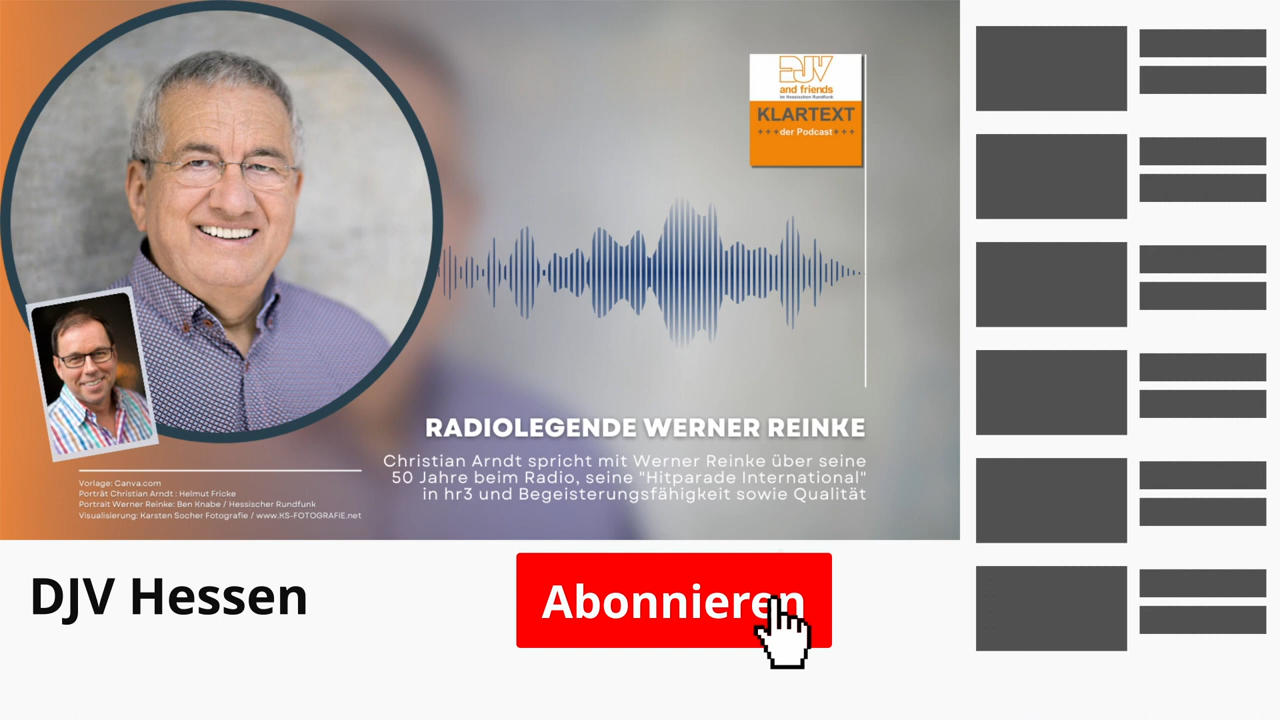 DJV
and friends
im Hessischen Rundfunk
KLARTEXT
+++der Podcast+++
RADIOLEGENDE WERNER REINKE
Christian Arndt spricht mit Werner Reinke über seine
50 Jahre beim Radio, seine "Hitparade International"
in hr3 und Begeisterungsfähigkeit sowie Qualität
Vorlage: Canva.com
Porträt Christian Arndt : Helmut Fricke
Portrait Werner Reinke: Ben Knabe / Hessischer Rundfunk
Visualisierung: Karsten Socher Fotografie / www.KS-FOTOGRAFIE.net
DJV Hessen
Abonnieren